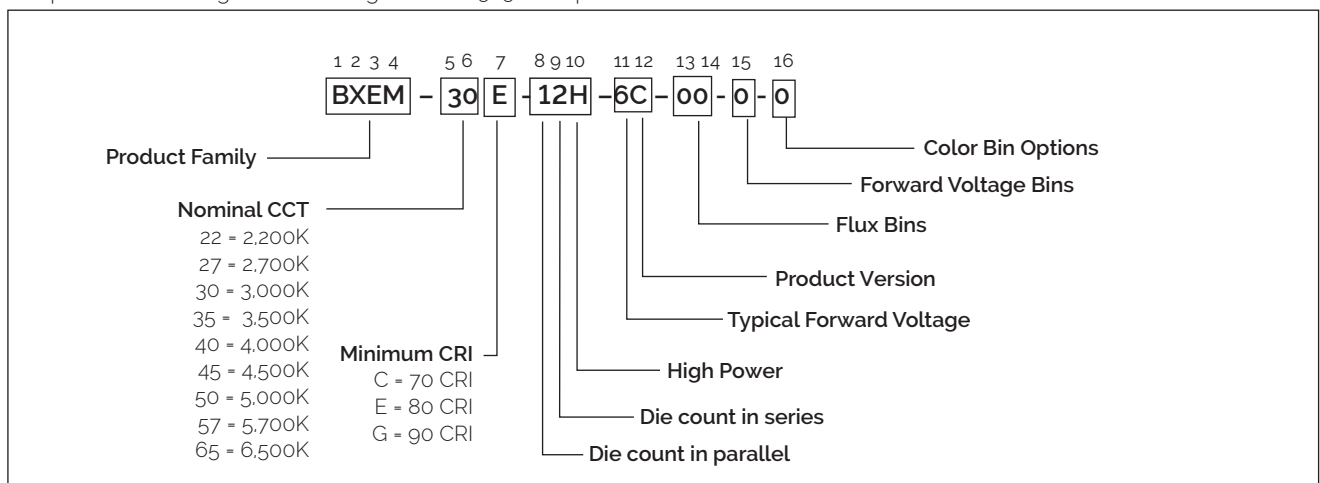 1 2 3 4 5 6 7 8 9 10 11 12 13 14 15 16
BXEM – 30 E - 12H –6C– 00 - 0 - 0
Product Family
Color Bin Options
Forward Voltage Bins
Nominal CCT
22 = 2,200K
27 = 2,700K
30 = 3,000K
35 = 3,500K
40 = 4,000K
45 = 4,500K
50 = 5,000K
57 = 5,700K
65 = 6,500K
Flux Bins
Product Version
Typical Forward Voltage
Minimum CRI
C = 70 CRI
E = 80 CRI
G = 90 CRI
High Power
Die count in series
Die count in parallel